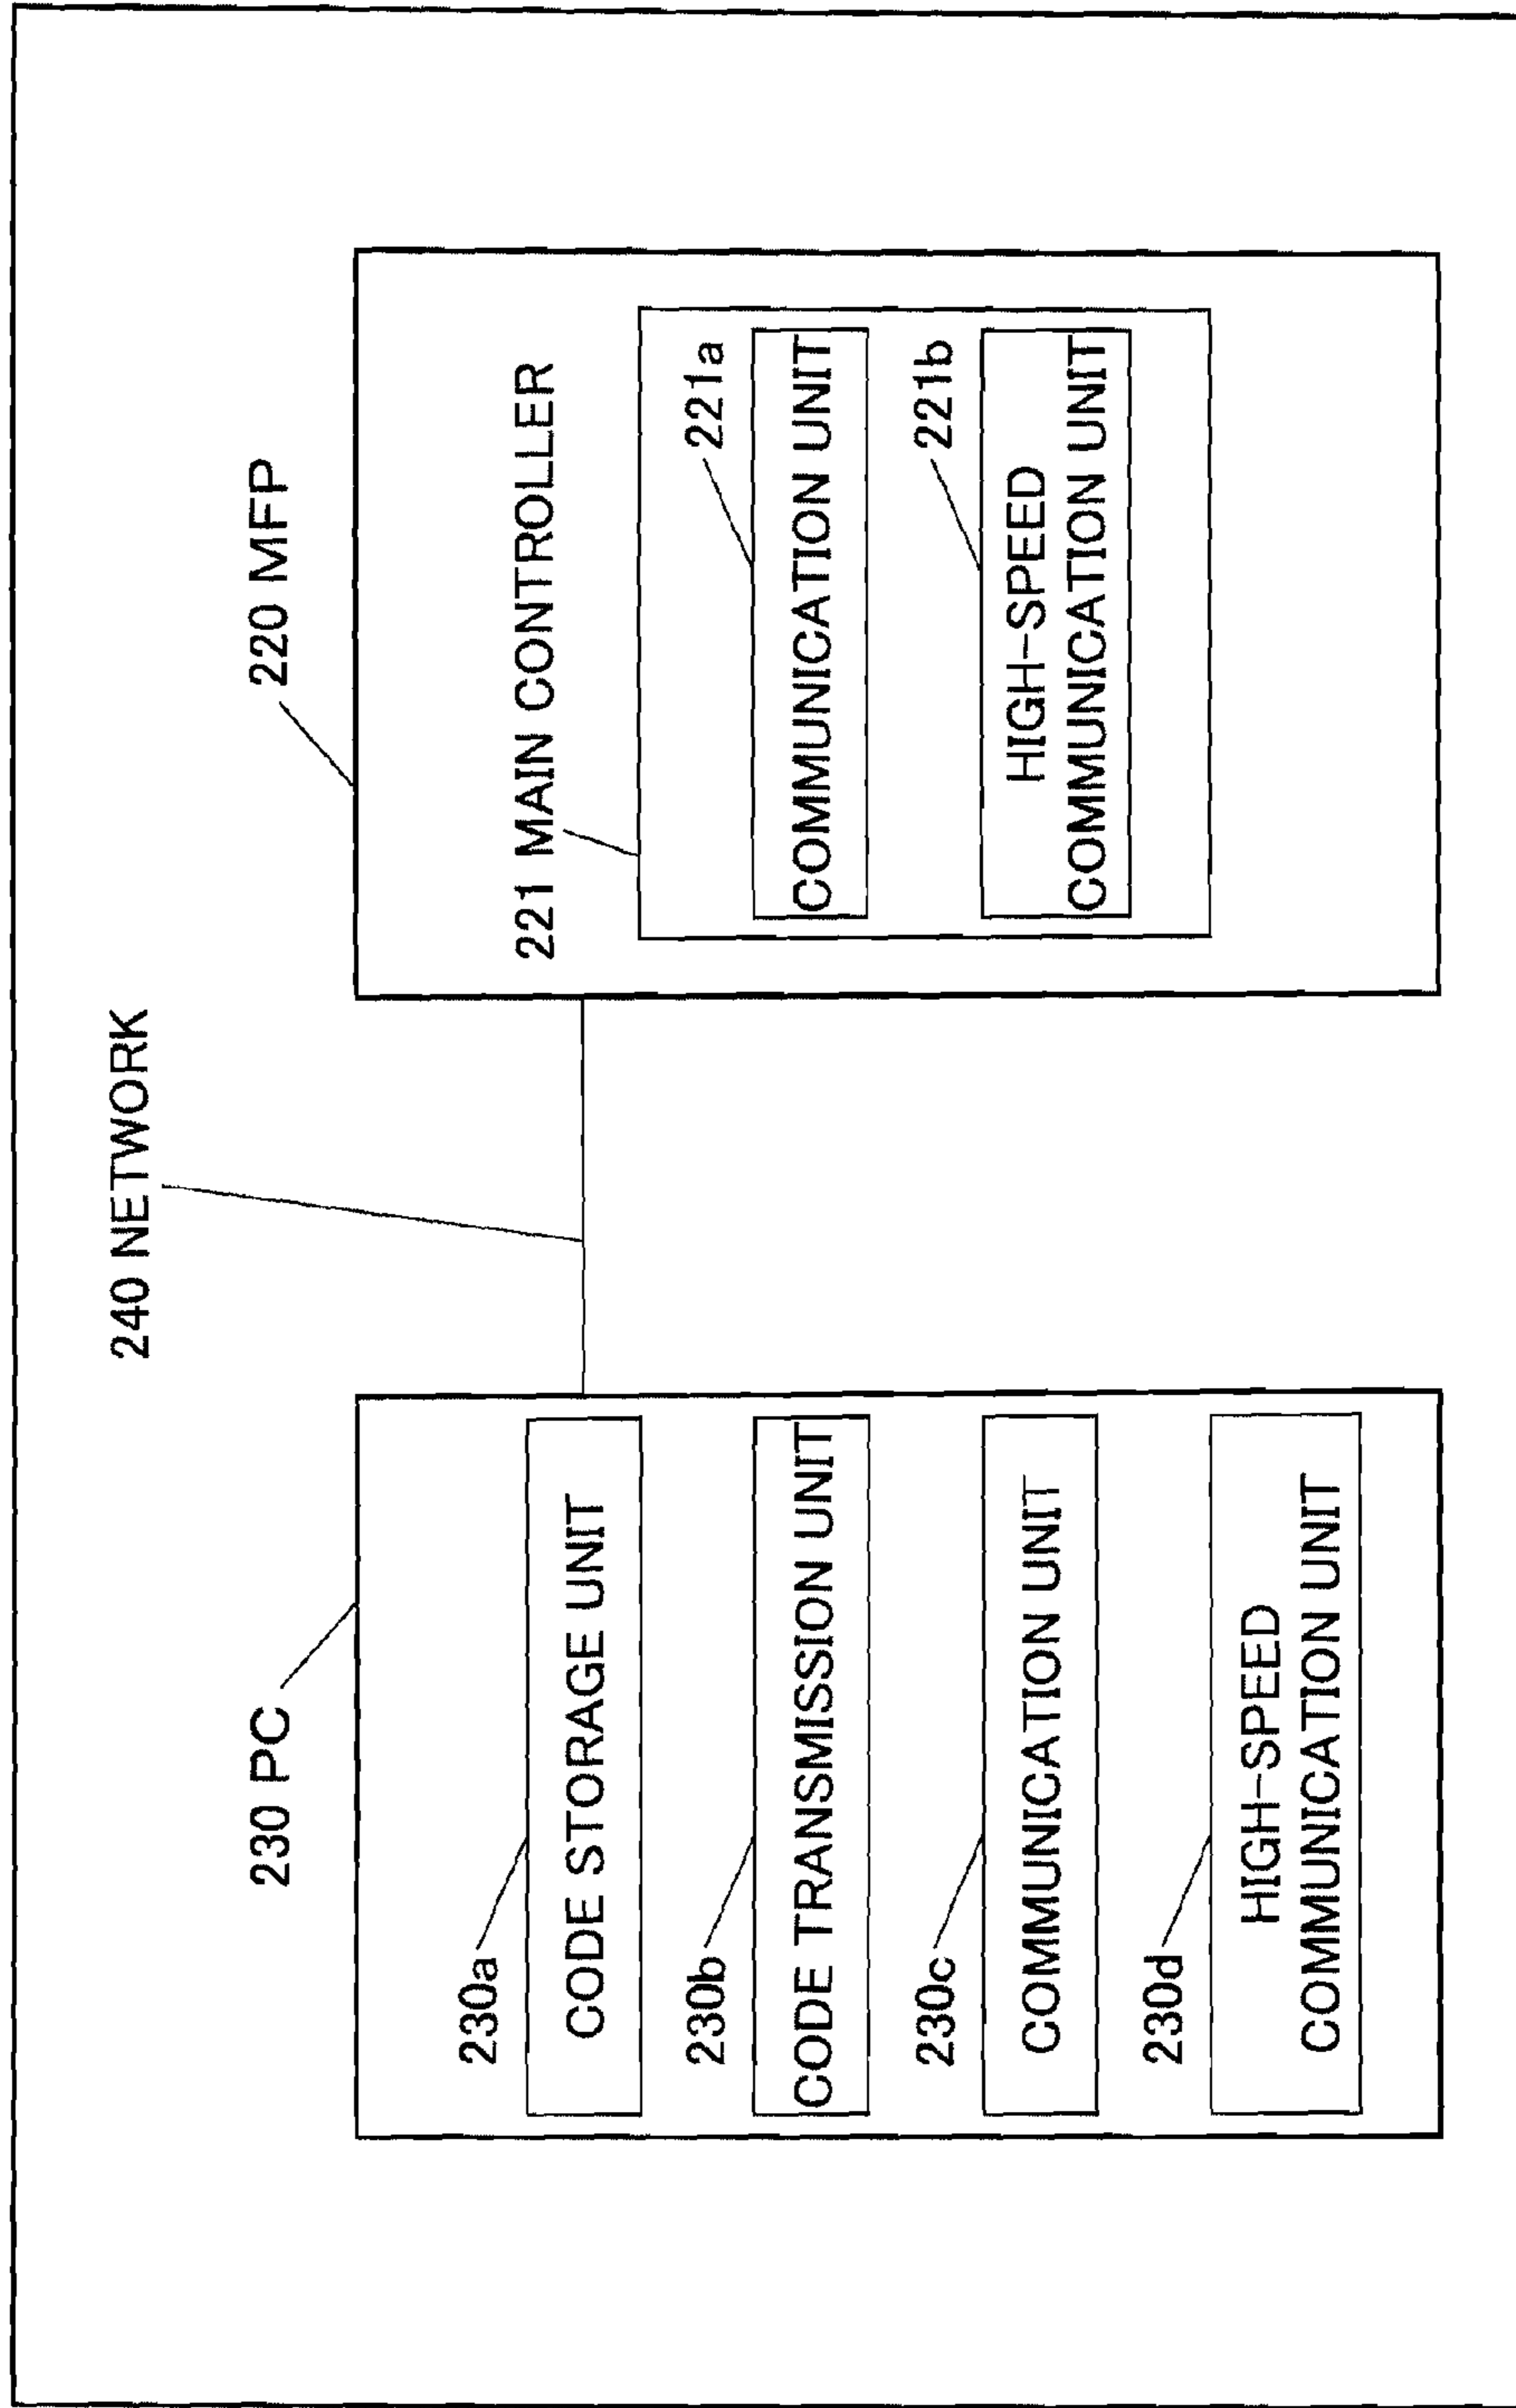 240 NETWORK
230 PC
230a
CODE STORAGE UNIT
230b
CODE TRANSMISSION UNIT
230c
COMMUNICATION UNIT
230d
HIGH-SPEED
COMMUNICATION UNIT
220 MFP
221 MAIN CONTROLLER
221a
COMMUNICATION UNIT
221b
HIGH-SPEED
COMMUNICATION UNIT